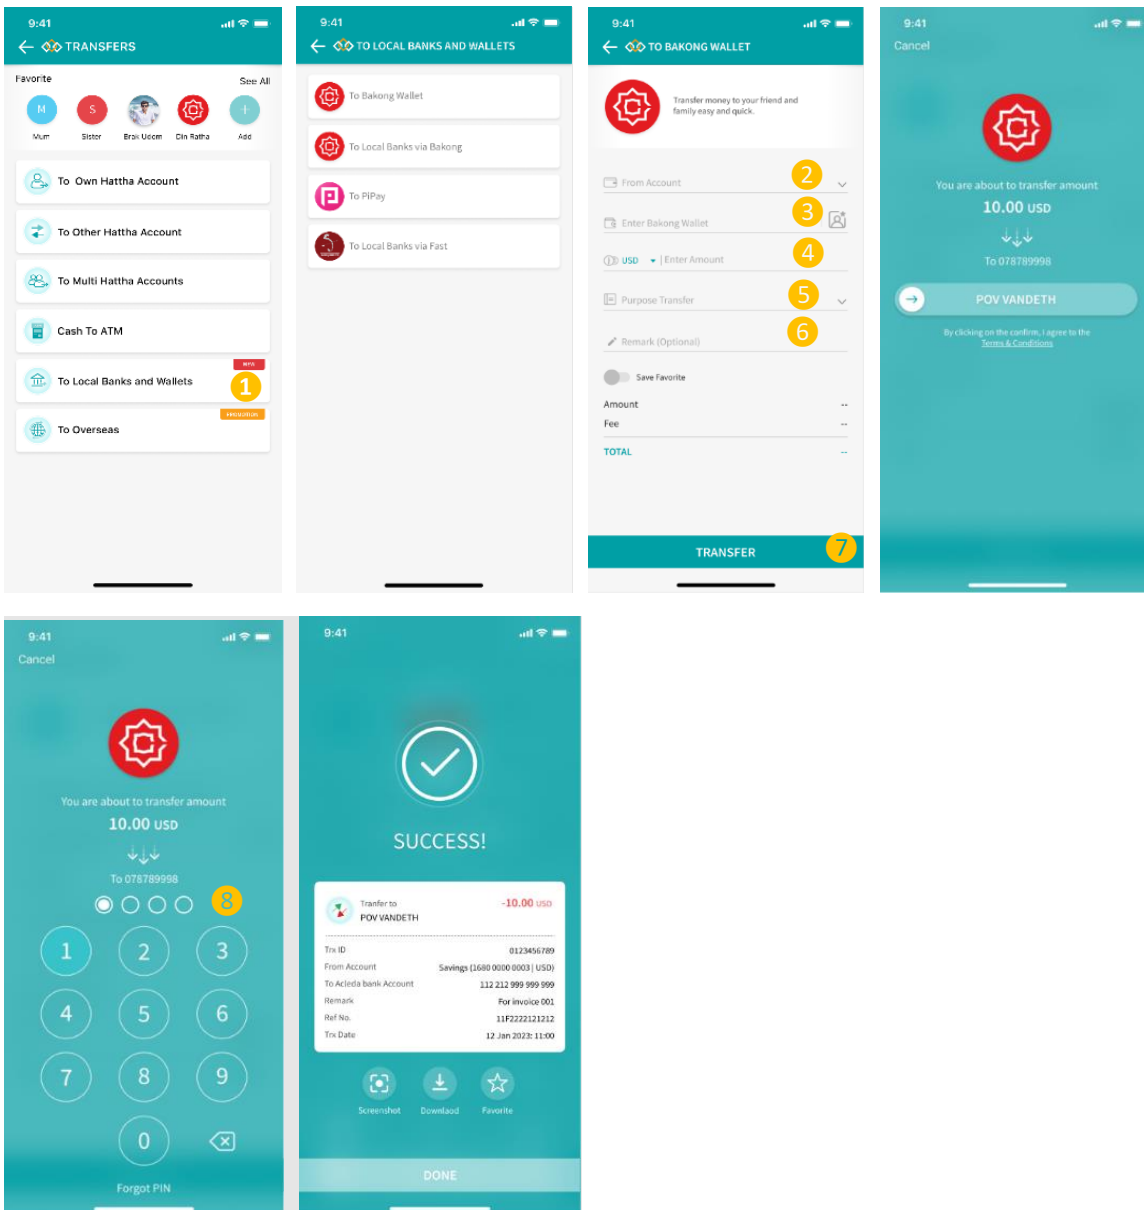 9:41
TRANSFERS
Favorite
See All
M
S
Mum
Sister
Brak Udom
Din Ratha
Add
To Own Hattha Account
To Other Hattha Account
To Multi Hattha Accounts
Cash To ATM
NEW
To Local Banks and Wallets
1
PROMOTION
To Overseas
9:41
TO LOCAL BANKS AND WALLETS
To Bakong Wallet
To Local Banks via Bakong
To PiPay
To Local Banks via Fast
9:41
TO BAKONG WALLET
Transfer money to your friend and
family easy and quick.
From Account
2
Enter Bakong Wallet
3
USD
Enter Amount
4
Purpose Transfer
5
Remark (Optional)
6
Save Favorite
Amount --
Fee --
TOTAL --
TRANSFER
7
9:41
Cancel
You are about to transfer amount
10.00 USD
To 078789998
POV VANDETH
By clicking on the confirm, I agree to the
Terms & Conditions
9:41
Cancel
You are about to transfer amount
10.00 USD
To 078789998
8
1 2 3
4 5 6
7 8 9
0
Forgot PIN
9:41
SUCCESS!
Tranfer to -10.00 USD
POV VANDETH
Trx ID 0123456789
From Account Savings (1680 0000 0003 | USD)
To Acleda bank Account 112 212 999 999 999
Remark For invoice 001
Ref No. 11F2222121212
Trx Date 12 Jan 2023: 11:00
Screenshot Downlaod Favorite
DONE